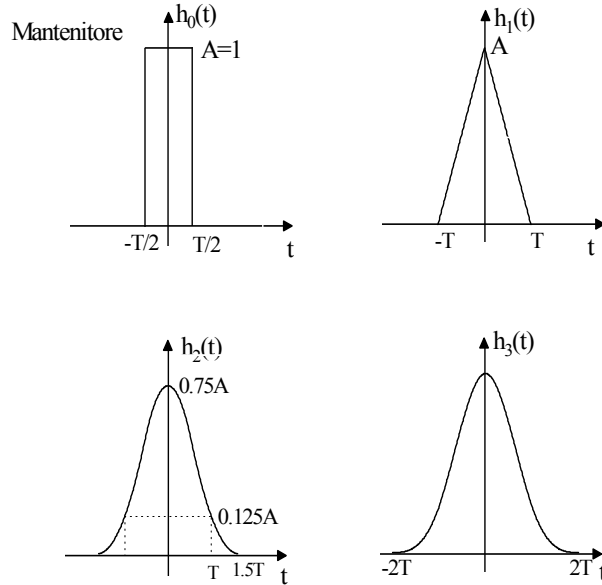 Mantenitore
h₀(t)
A=1
-T/2 T/2 t
h₁(t)
A
-T T t
h₂(t)
0.75A
0.125A
T 1.5T t
h₃(t)
-2T 2T t